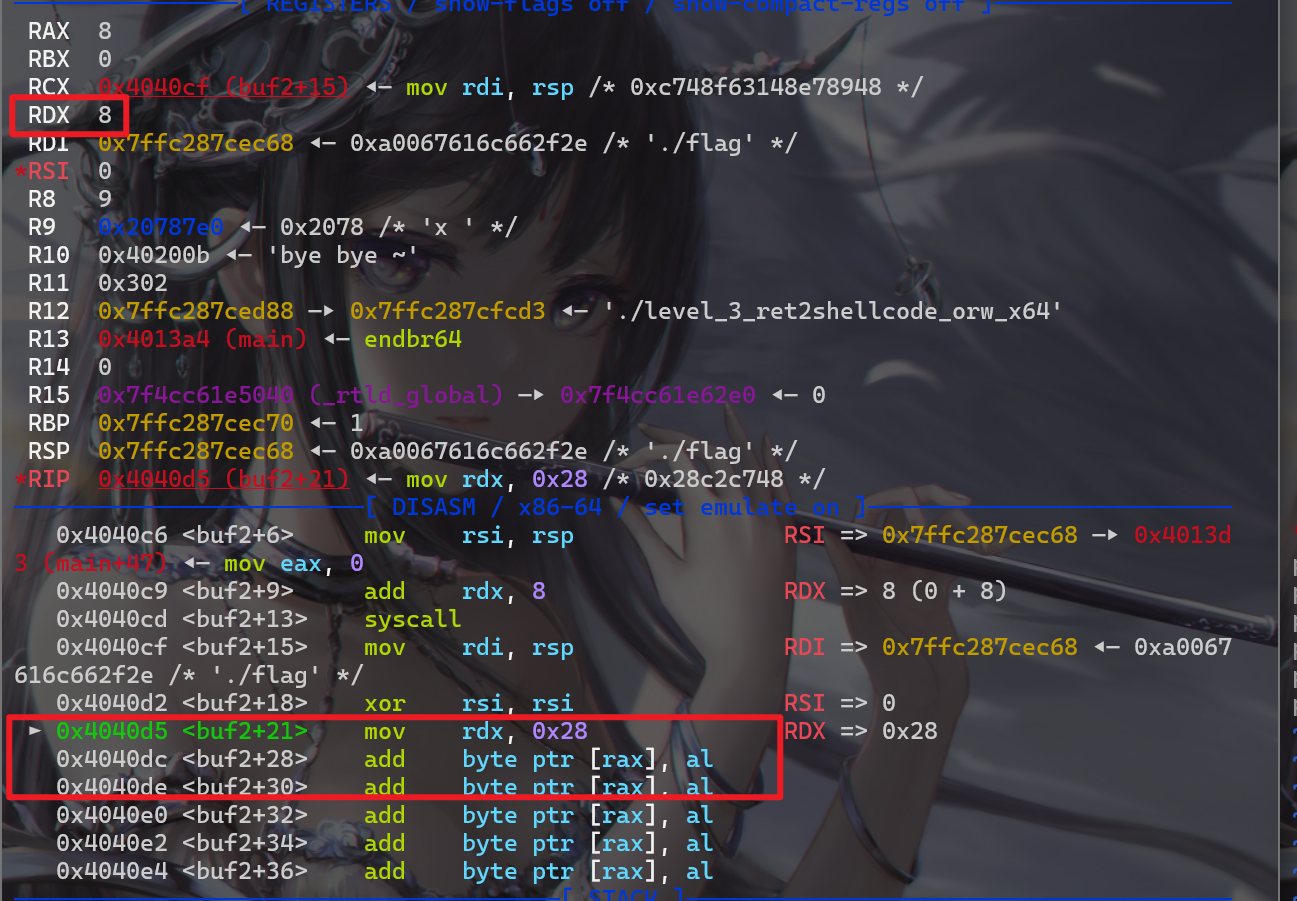 [ REGISTERS / show-flags off / show-compact-regs off ]
RAX 8
RBX 0
RCX 0x4040cf (buf2+15) ◂— mov rdi, rsp /* 0xc748f63148e78948 */
RDX 8
RDI 0x7ffc287cec68 ◂— 0xa0067616c662f2e /* './flag' */
*RSI 0
R8 9
R9 0x20787e0 ◂— 0x2078 /* 'x ' */
R10 0x40200b ◂— 'bye bye ~'
R11 0x302
R12 0x7ffc287ced88 —▸ 0x7ffc287cfcd3 ◂— './level_3_ret2shellcode_orw_x64'
R13 0x4013a4 (main) ◂— endbr64
R14 0
R15 0x7f4cc61e5040 (_rtld_global) —▸ 0x7f4cc61e62e0 ◂— 0
RBP 0x7ffc287cec70 ◂— 1
RSP 0x7ffc287cec68 ◂— 0xa0067616c662f2e /* './flag' */
*RIP 0x4040d5 (buf2+21) ◂— mov rdx, 0x28 /* 0x28c2c748 */
[ DISASM / x86-64 / set emulate on ]
0x4040c6 <buf2+6> mov rsi, rsp RSI => 0x7ffc287cec68 —▸ 0x4013d
3 (main+47) ◂— mov eax, 0
0x4040c9 <buf2+9> add rdx, 8 RDX => 8 (0 + 8)
0x4040cd <buf2+13> syscall
0x4040cf <buf2+15> mov rdi, rsp RDI => 0x7ffc287cec68 ◂— 0xa0067
616c662f2e /* './flag' */
0x4040d2 <buf2+18> xor rsi, rsi RSI => 0
► 0x4040d5 <buf2+21> mov rdx, 0x28 RDX => 0x28
0x4040dc <buf2+28> add byte ptr [rax], al
0x4040de <buf2+30> add byte ptr [rax], al
0x4040e0 <buf2+32> add byte ptr [rax], al
0x4040e2 <buf2+34> add byte ptr [rax], al
0x4040e4 <buf2+36> add byte ptr [rax], al
[ STACK ]